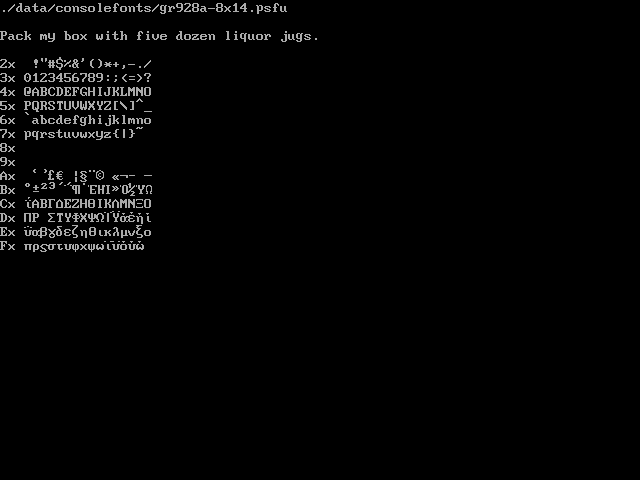 ./data/consolefonts/gr928a-8x14.psfu
Pack my box with five dozen liquor jugs.
2x  !"#$%&'()*+,-./
3x 0123456789:;<=>?
4x @ABCDEFGHIJKLMNO
5x PQRSTUVWXYZ[\]^_
6x `abcdefghijklmno
7x pqrstuvwxyz{|}~
8x
9x
Ax  ‛’£€ ¦§¨© «¬- ―
Bx °±²³΄΅¶¨ΈΉΊ»Ό½ΎΏ
Cx ΐΑΒΓΔΕΖΗΘΙΚΛΜΝΞΟ
Dx ΠΡ ΣΤΥΦΧΨΩΪΫάέήί
Ex ΰαβγδεζηθικλμνξο
Fx πρςστυφχψωϊϋόύώ